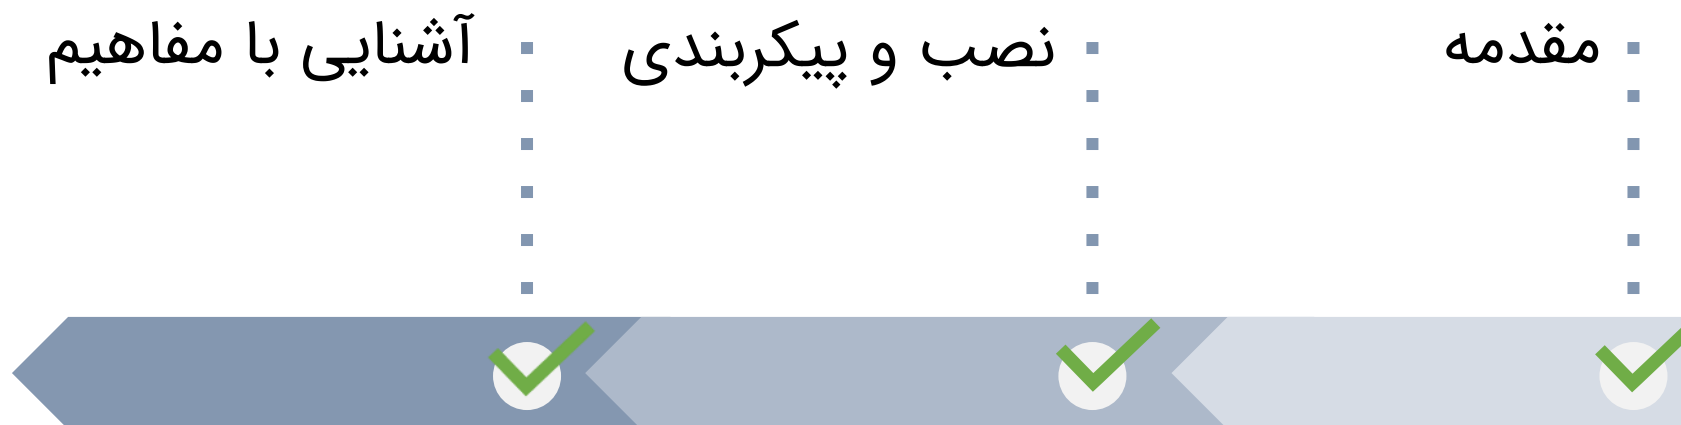 مقدمه
نصب و پیکربندی
آشنایی با مفاهیم